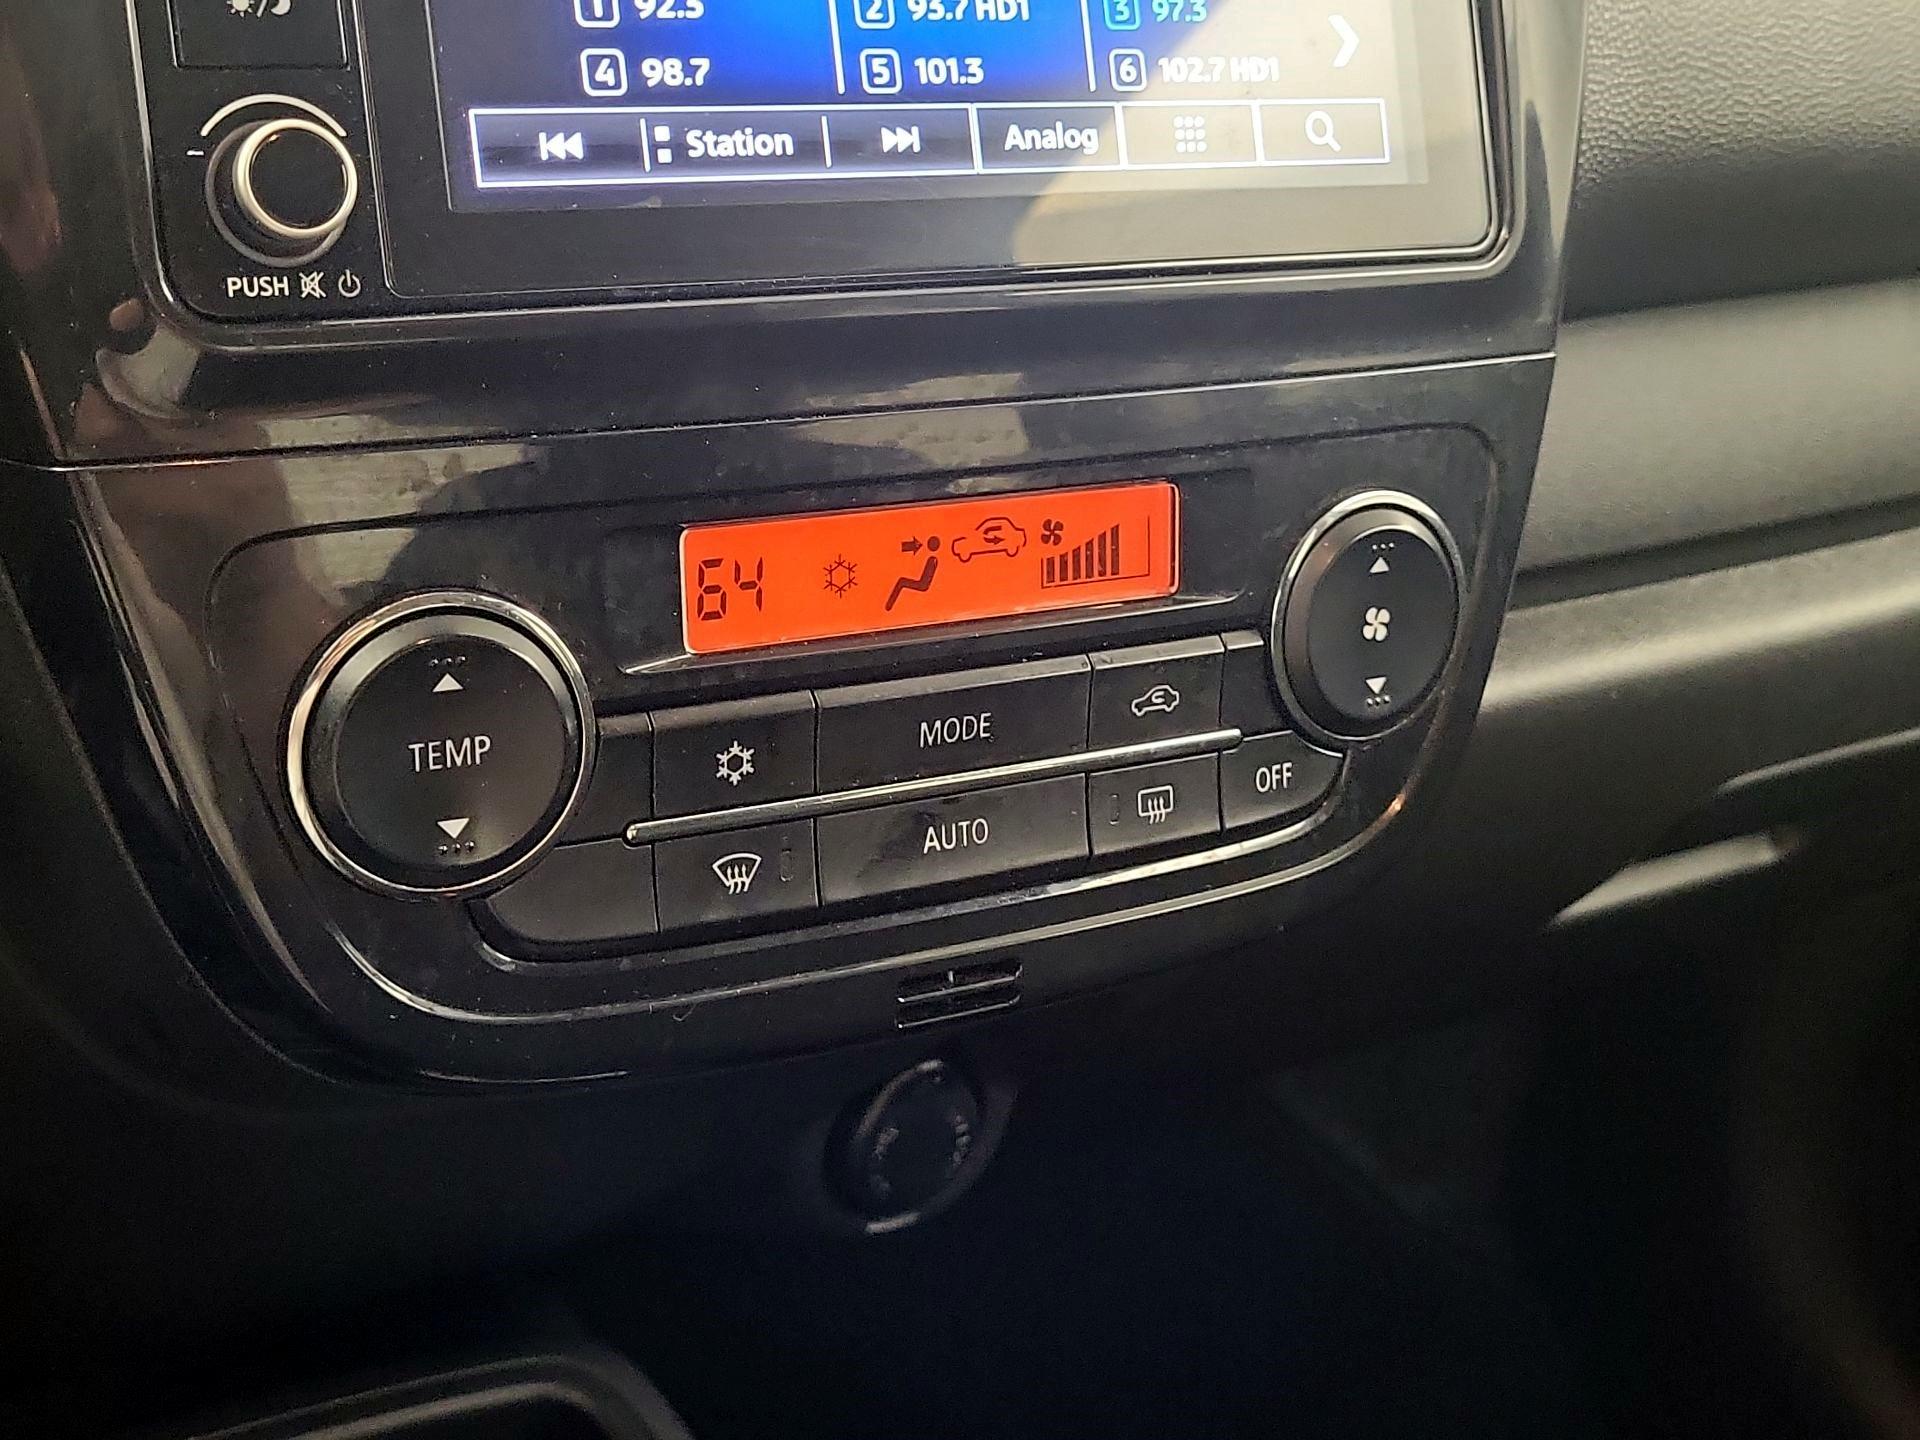 1 92.3 2 93.7 HD1 3 97.3
4 98.7 5 101.3 6 102.7 HD1
Station Analog
PUSH
64
TEMP
MODE
AUTO
OFF